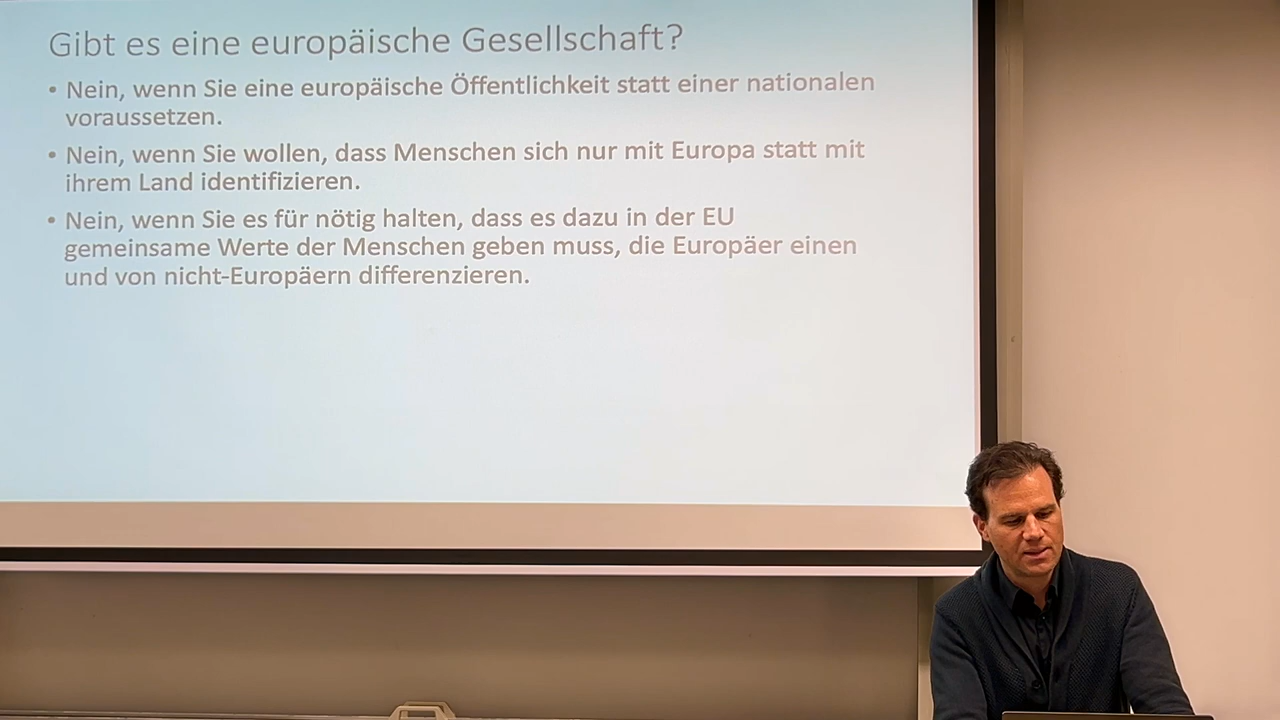 Gibt es eine europäische Gesellschaft?
• Nein, wenn Sie eine europäische Öffentlichkeit statt einer nationalen
voraussetzen.
• Nein, wenn Sie wollen, dass Menschen sich nur mit Europa statt mit
ihrem Land identifizieren.
• Nein, wenn Sie es für nötig halten, dass es dazu in der EU
gemeinsame Werte der Menschen geben muss, die Europäer einen
und von nicht-Europäern differenzieren.